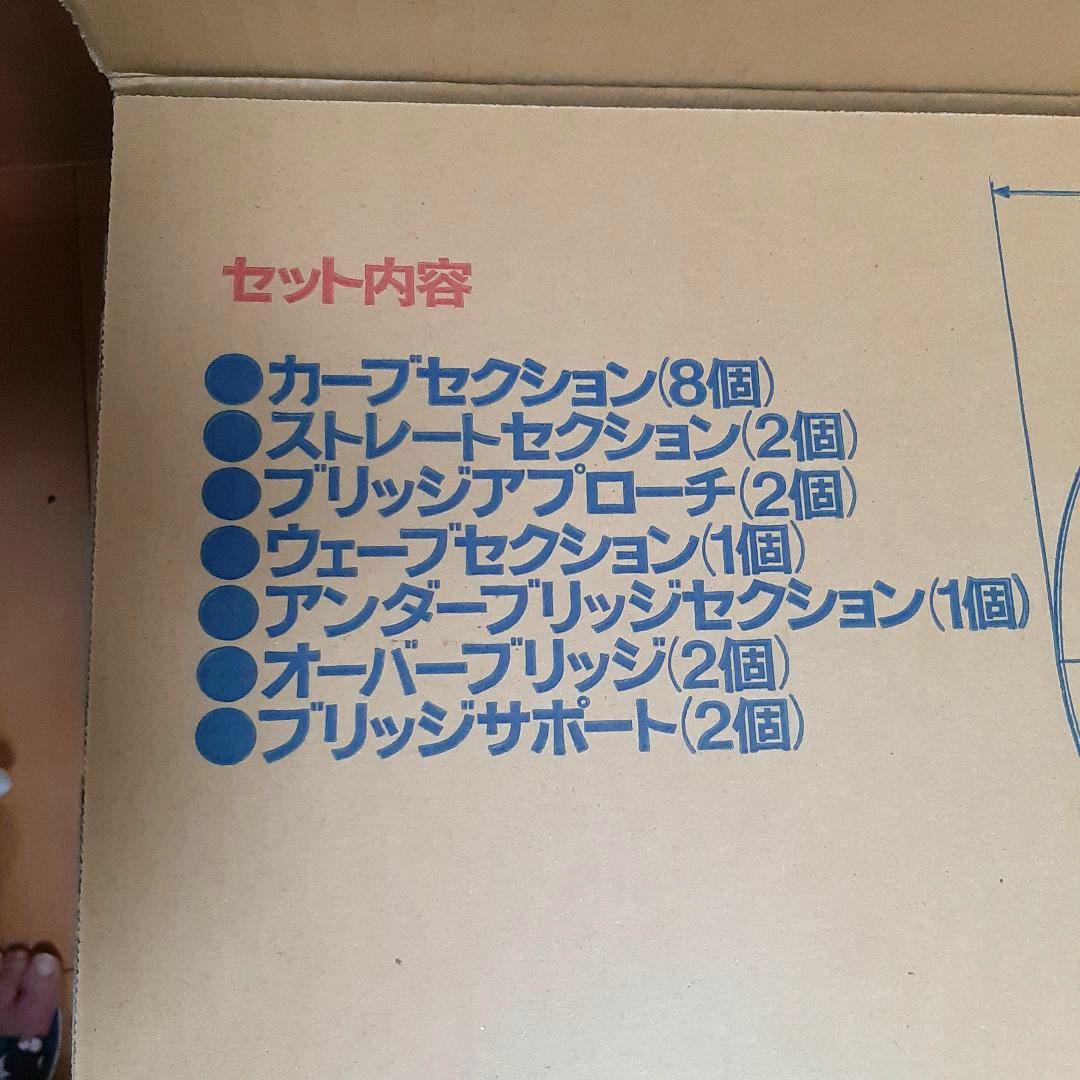 セット内容
●カーブセクション(8個)
●ストレートセクション(2個)
●ブリッジアプローチ(2個)
●ウェーブセクション(1個)
●アンダーブリッジセクション(1個)
●オーバーブリッジ(2個)
●ブリッジサポート(2個)